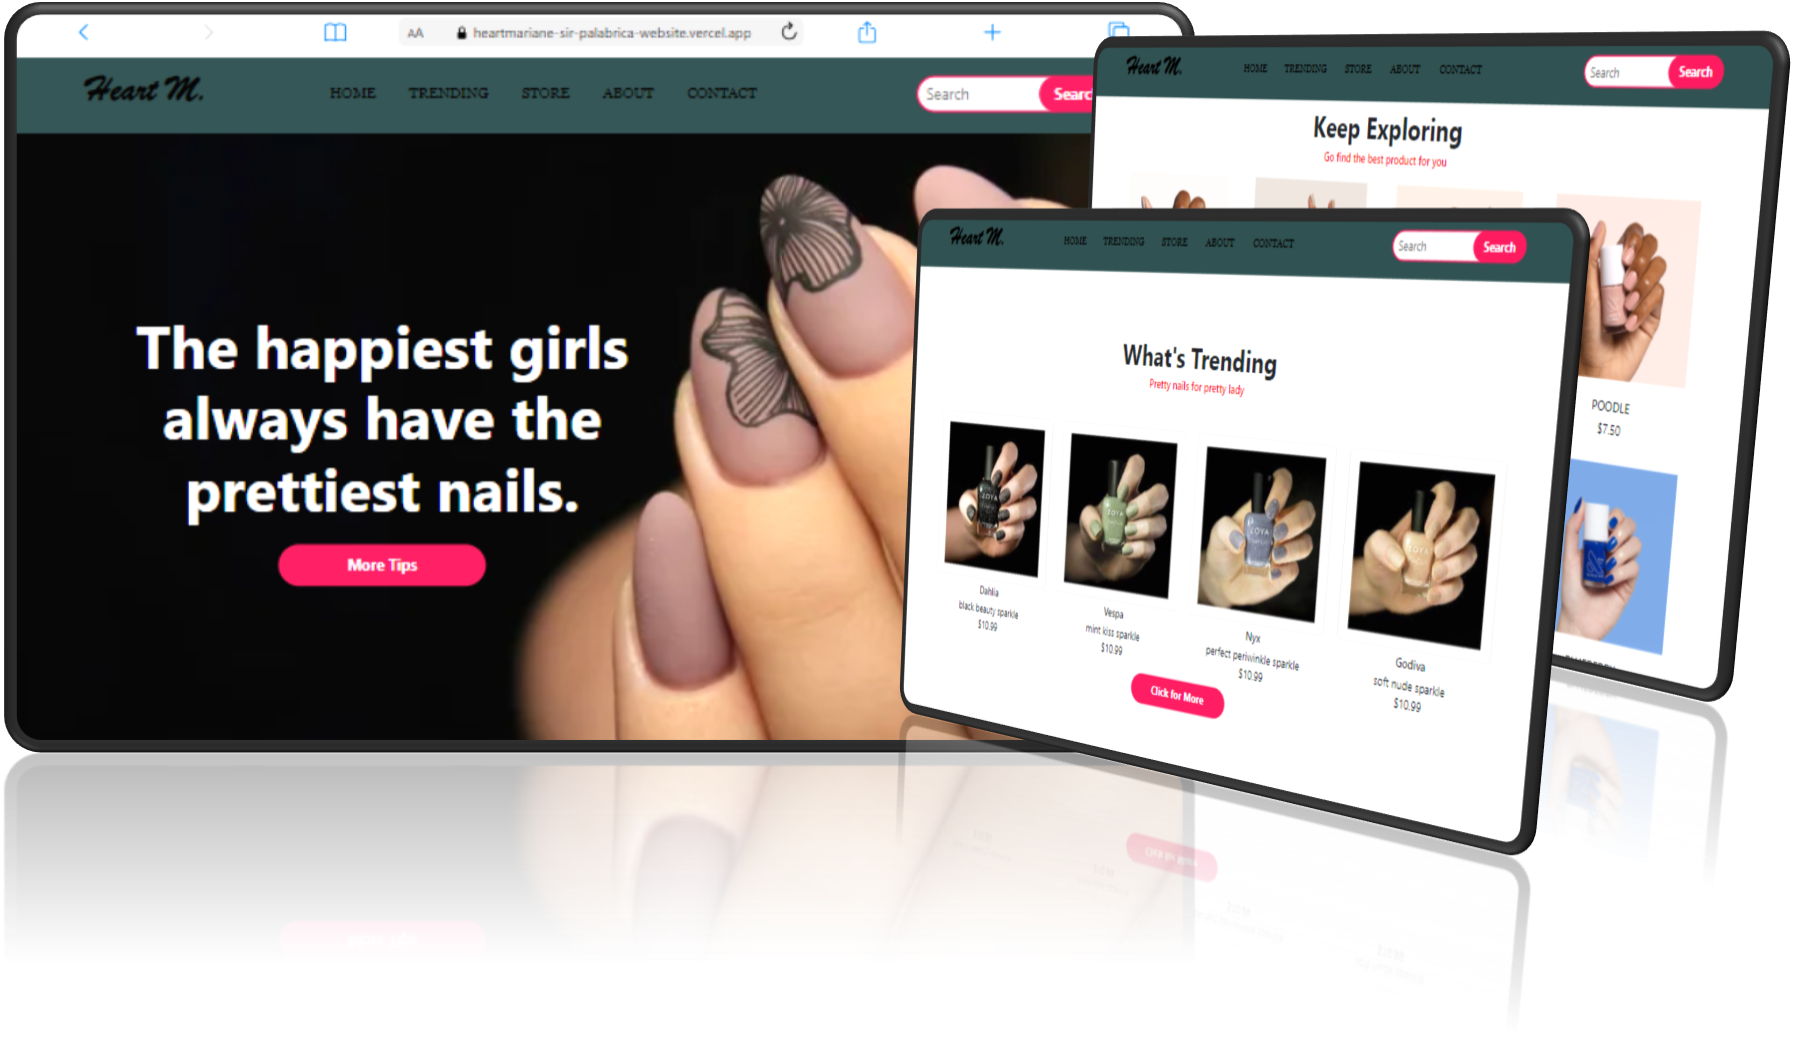 AA heartmariane-sir-palabrica-website.vercel.app
Heart M. HOME TRENDING STORE ABOUT CONTACT Search Searc
The happiest girls
always have the
prettiest nails.
More Tips
Heart M. HOME TRENDING STORE ABOUT CONTACT Search Search
Keep Exploring
Go find the best product for you
POODLE
$7.50
Heart M. HOME TRENDING STORE ABOUT CONTACT Search Search
What's Trending
Pretty nails for pretty lady
ZOYA ZOYA ZOYA ZOYA
Dahlia
black beauty sparkle
$10.99
Vespa
mint kiss sparkle
$10.99
Nyx
perfect periwinkle sparkle
$10.99
Godiva
soft nude sparkle
$10.99
Click for More